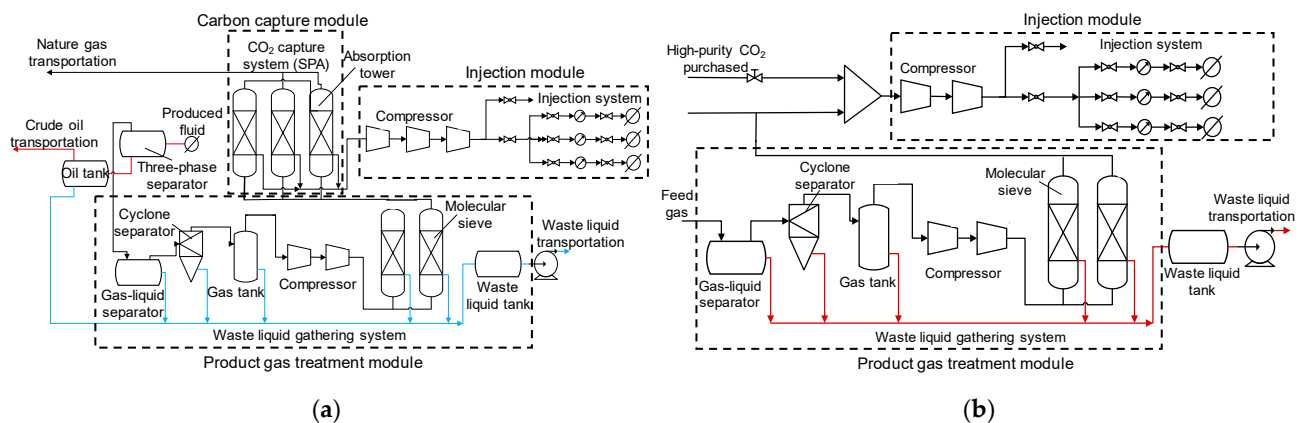 Carbon capture module
Nature gas
transportation
CO₂ capture
system (SPA)
Absorption
tower
Injection module
Produced
fluid
Compressor
Injection system
Crude oil
transportation
Three-phase
separator
Oil tank
Cyclone
separator
Molecular
sieve
Waste liquid
transportation
Gas-liquid
separator
Gas tank
Compressor
Waste
liquid tank
Waste liquid gathering system
Product gas treatment module
(a)
Injection module
High-purity CO₂
purchased
Compressor
Injection system
Cyclone
separator
Molecular
sieve
Feed
gas
Waste liquid
transportation
Gas-liquid
separator
Gas tank
Compressor
Waste liquid
tank
Waste liquid gathering system
Product gas treatment module
(b)